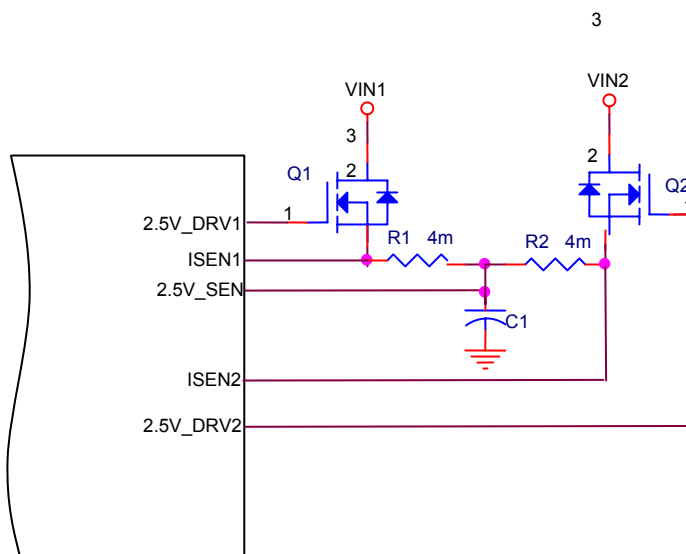 3
VIN1
VIN2
3
2
2
Q1
Q2
1
2.5V_DRV1
R1 4m
R2 4m
ISEN1
2.5V_SEN
C1
ISEN2
2.5V_DRV2